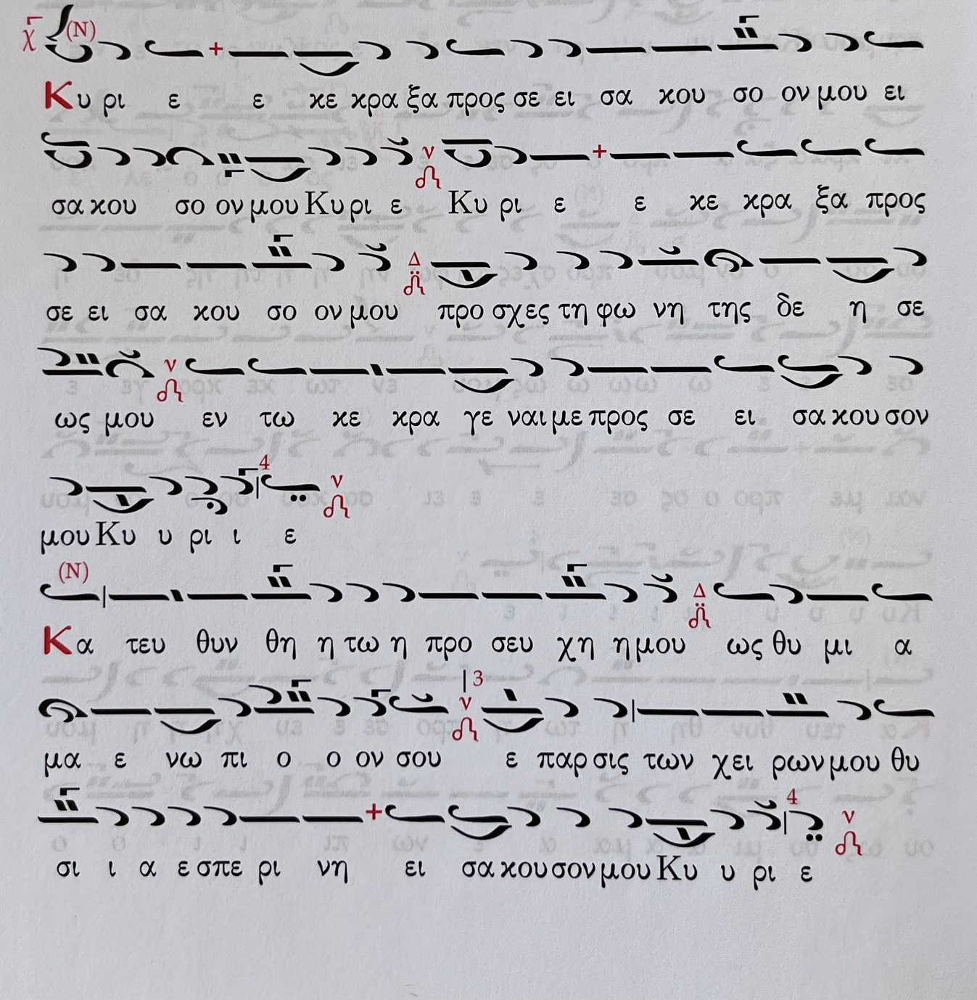 (Ν)
Κυ ρι ε ε κε κρα ξα προς σε ει σα κου σο ον μου ει
σα κου σο ον μου Κυ ρι ε Κυ ρι ε ε κε κρα ξα προς
σε ει σα κου σο ον μου προ σχες τη φω νη της δε η σε
ως μου εν τω κε κρα γε ναι με προς σε ει σα κου σον
4
μου Κυ υ ρι ι ε
(Ν)
Κα τευ θυν θη η τω η προ σευ χη η μου ως θυ μι α
3
μα ε νω πι ο ο ον σου ε παρ σις των χει ρων μου θυ
4
σι ι α ε σπε ρι νη ει σα κου σον μου Κυ υ ρι ε